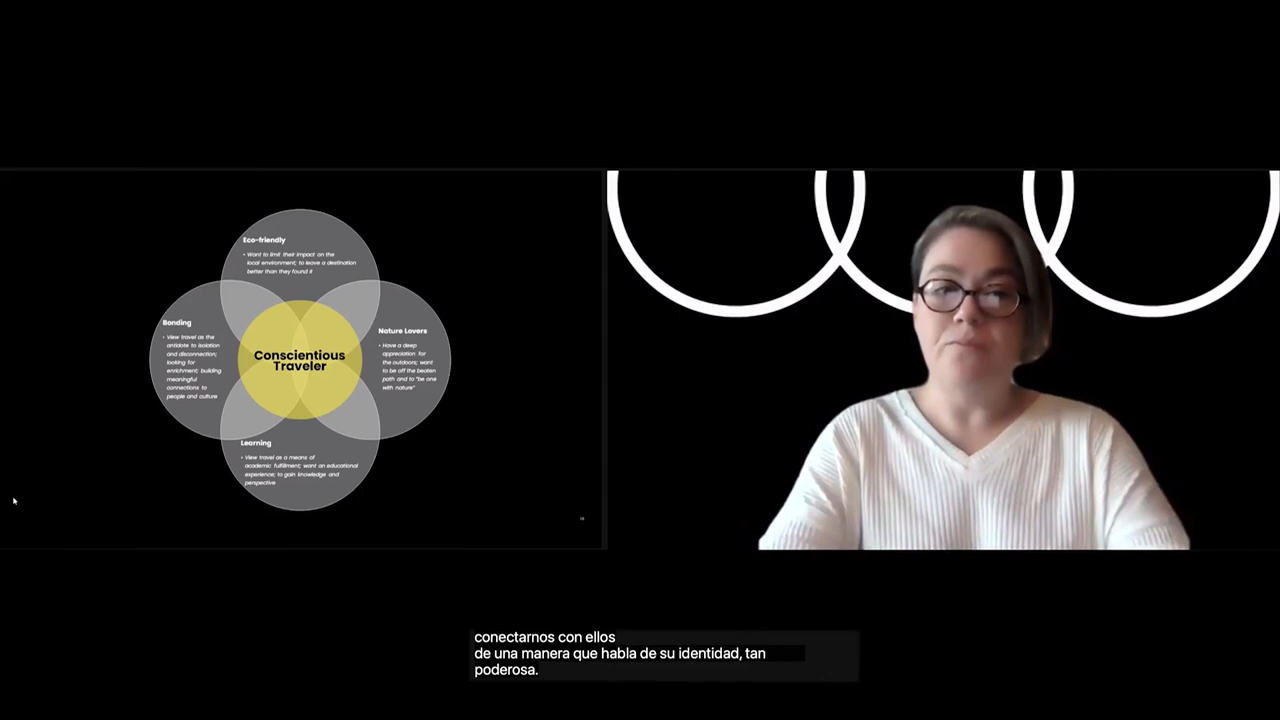 Eco-friendly
• Want to limit their impact on the
local environment; to leave a destination
better than they found it
Bonding
• View travel as the
antidote to isolation
and disconnection;
looking for
enrichment; building
meaningful
connections to
people and culture
Conscientious
Traveler
Nature Lovers
• Have a deep
appreciation for
the outdoors; want
to be off the beaten
path and to "be one
with nature"
Learning
• View travel as a means of
academic fulfillment; want an educational
experience; to gain knowledge and
perspective
conectarnos con ellos
de una manera que habla de su identidad, tan
poderosa.